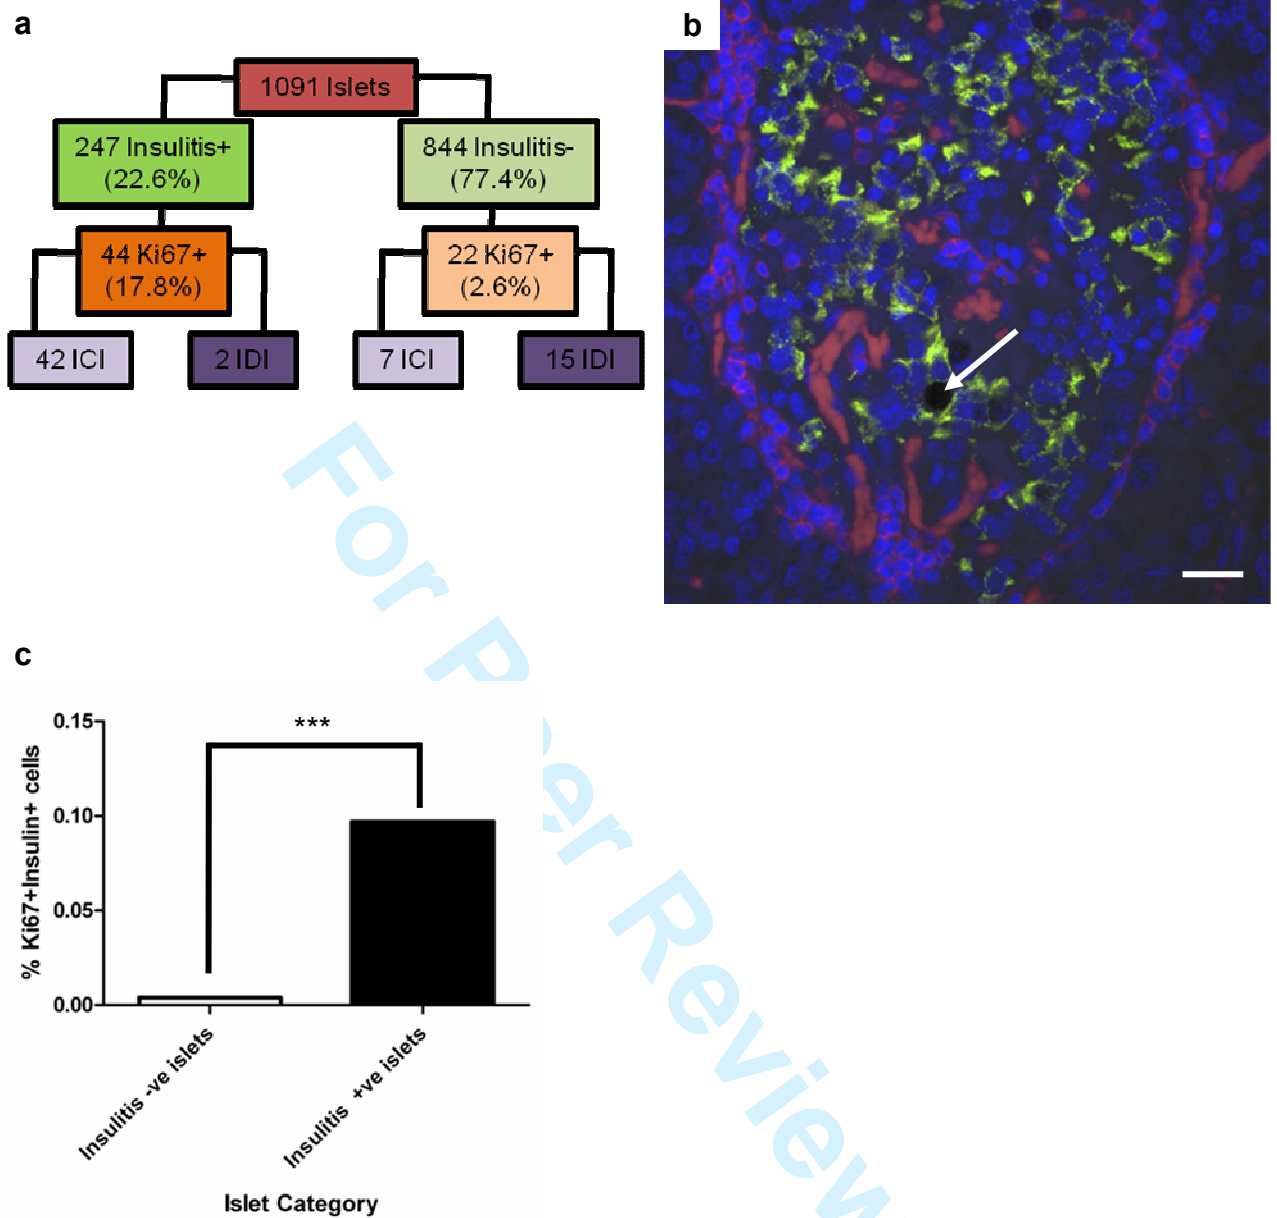 a
1091 Islets
247 Insulitis+
(22.6%)
844 Insulitis-
(77.4%)
44 Ki67+
(17.8%)
22 Ki67+
(2.6%)
42 ICI
2 IDI
7 ICI
15 IDI
b
c
% Ki67+Insulin+ cells
0.15
0.10
0.05
0.00
***
Insulitis -ve islets
Insulitis +ve islets
Islet Category
For Peer Review